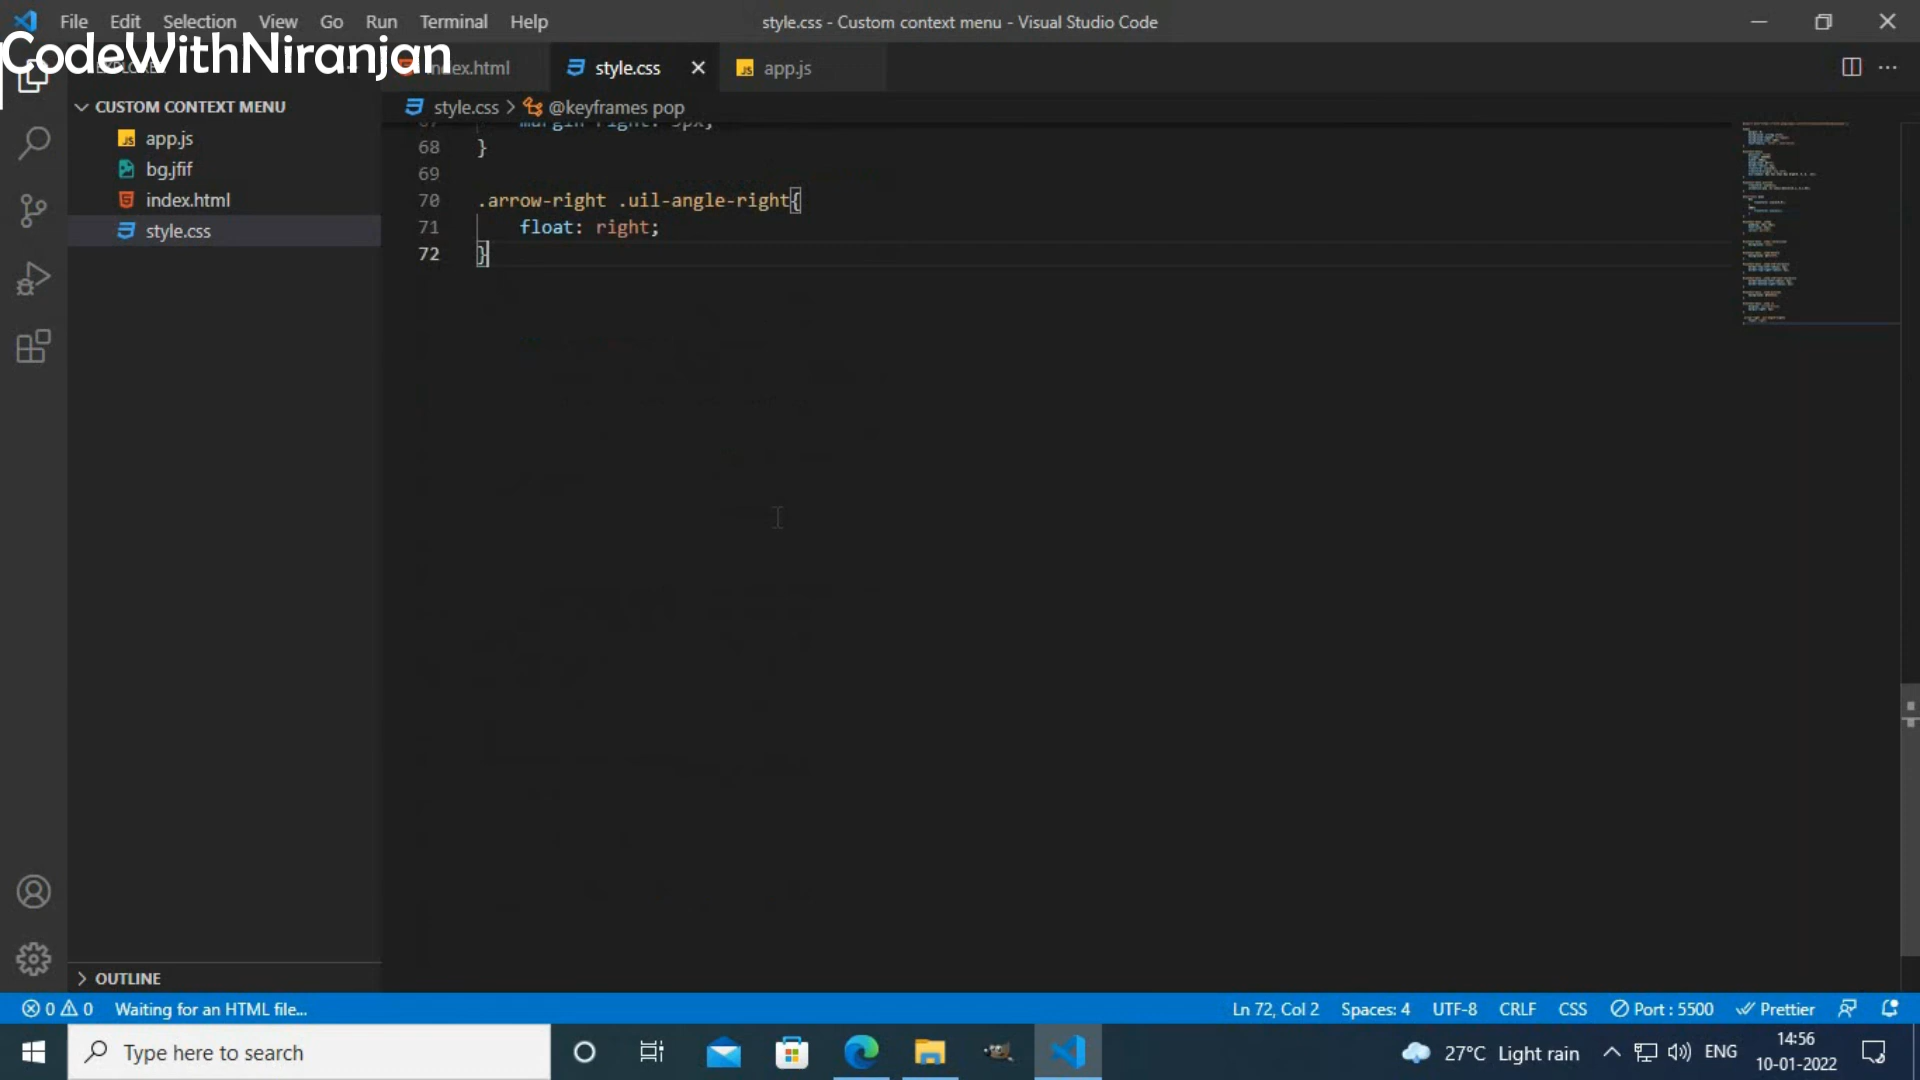 File Edit Selection View Go Run Terminal Help
style.css - Custom context menu - Visual Studio Code
CodeWithNiranjan
index.html
style.css
app.js
CUSTOM CONTEXT MENU
app.js
bg.jfif
index.html
style.css
OUTLINE
style.css > @keyframes pop
67 margin-right: 5px;
68 }
69
70 .arrow-right .uil-angle-right{
71 float: right;
72 }
0 0 Waiting for an HTML file...
Ln 72, Col 2 Spaces: 4 UTF-8 CRLF CSS Port : 5500 Prettier
Type here to search
27°C Light rain
ENG
14:56
10-01-2022